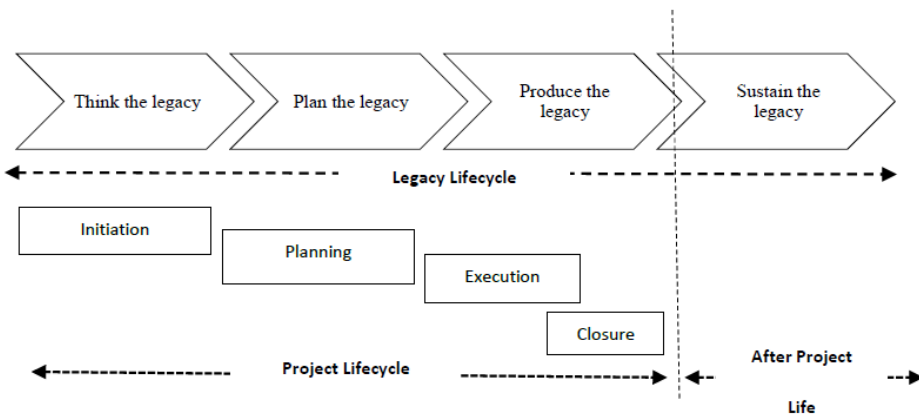 Think the legacy
Plan the legacy
Produce the
legacy
Sustain the
legacy
Legacy Lifecycle
Initiation
Planning
Execution
Closure
Project Lifecycle
After Project
Life